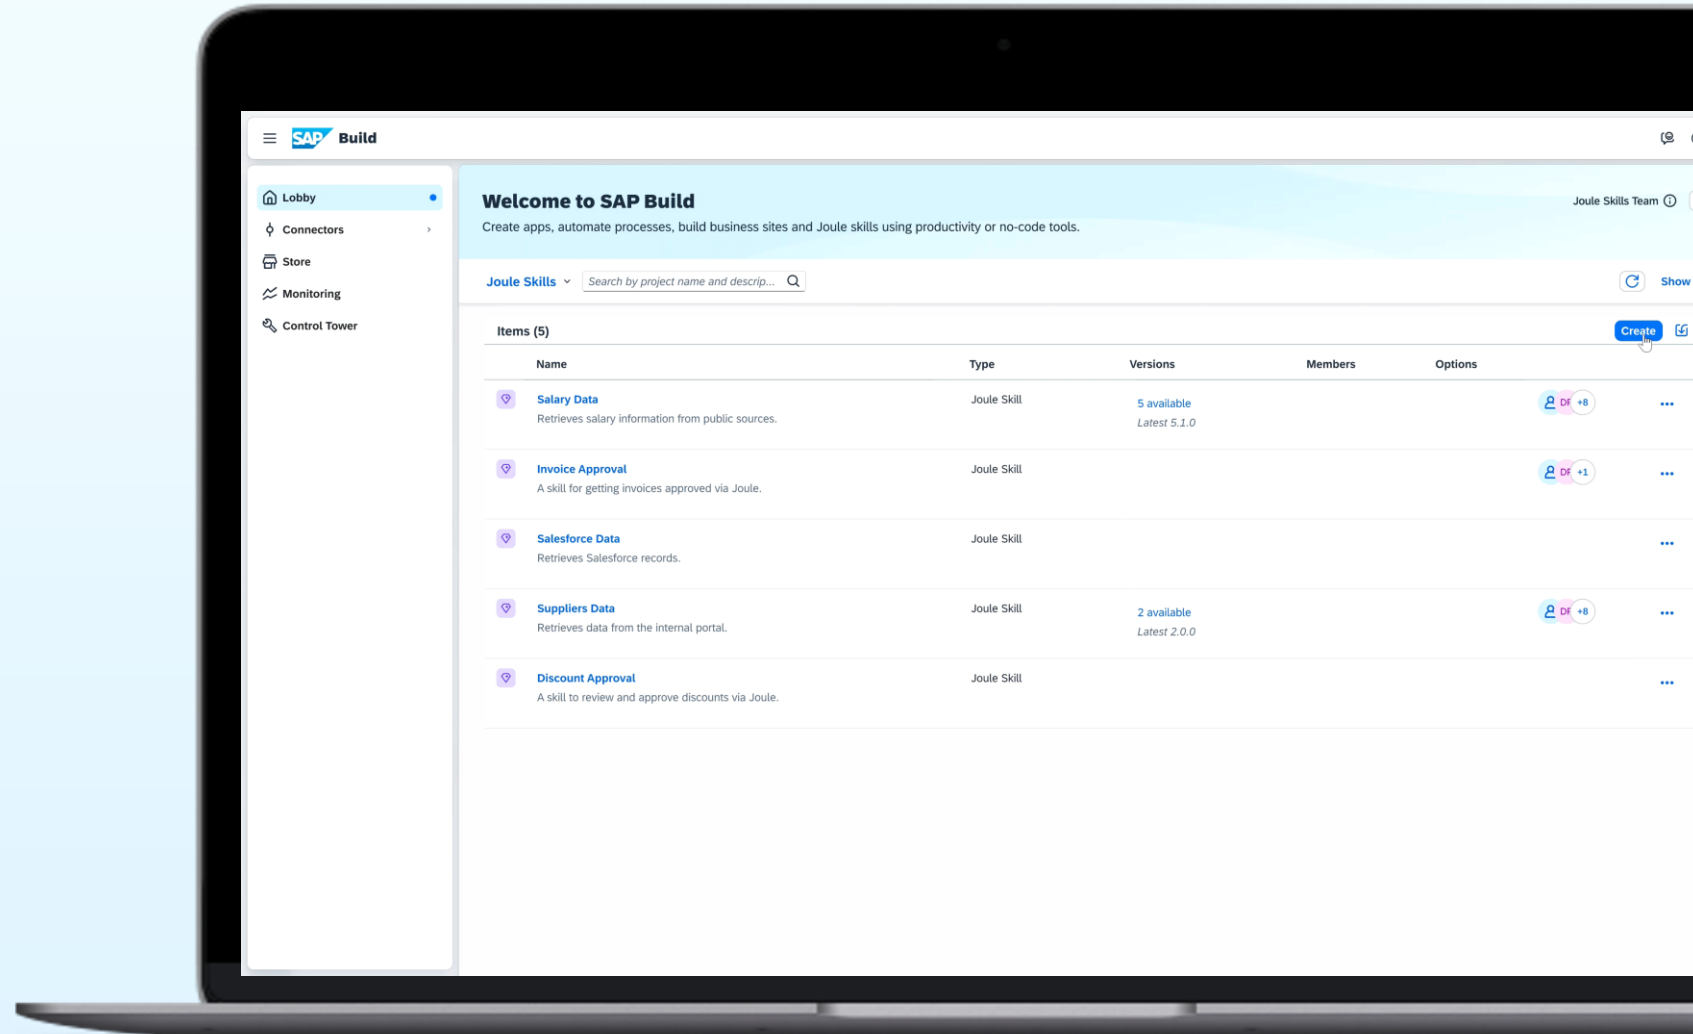 SAP Build
Lobby
Connectors
Store
Monitoring
Control Tower
Welcome to SAP Build
Create apps, automate processes, build business sites and Joule skills using productivity or no-code tools.
Joule Skills Team
Joule Skills
Search by project name and descrip...
Show
Items (5)
Create
Name Type Versions Members Options
Salary Data Joule Skill 5 available DF +8
Retrieves salary information from public sources. Latest 5.1.0
Invoice Approval Joule Skill DF +1
A skill for getting invoices approved via Joule.
Salesforce Data Joule Skill
Retrieves Salesforce records.
Suppliers Data Joule Skill 2 available DF +8
Retrieves data from the internal portal. Latest 2.0.0
Discount Approval Joule Skill
A skill to review and approve discounts via Joule.